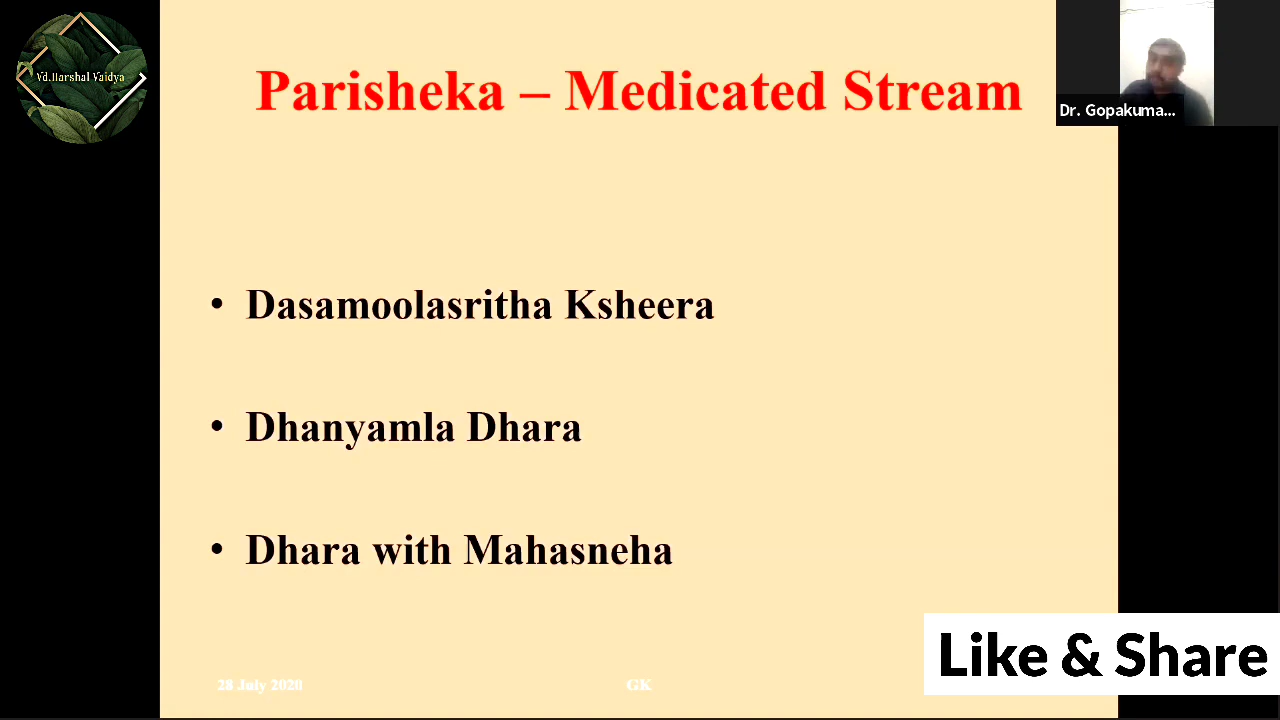 Vd.Harshal Vaidya
Parisheka – Medicated Stream
Dr. Gopakuma...
• Dasamoolasritha Ksheera
• Dhanyamla Dhara
• Dhara with Mahasneha
Like & Share
28 July 2020
GK